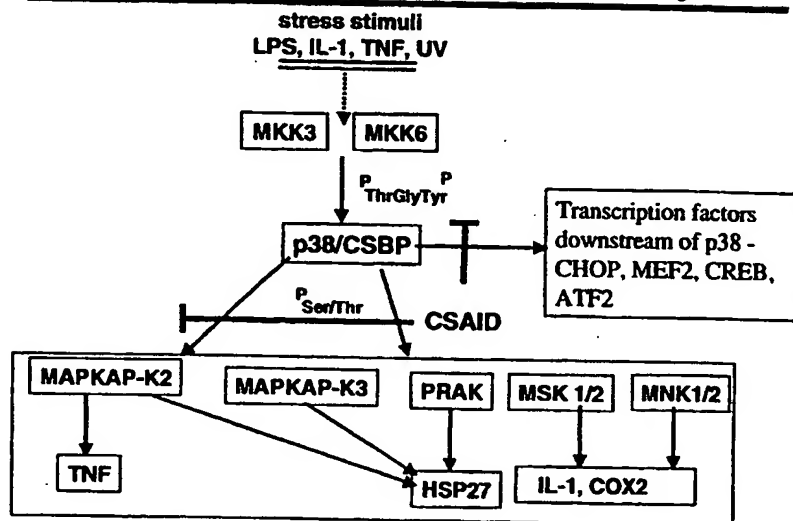 stress stimuli
LPS, IL-1, TNF, UV
MKK3
MKK6
P
ThrGlyTyr
P
p38/CSBP
Transcription factors
downstream of p38 -
CHOP, MEF2, CREB,
ATF2
P
Ser/Thr
CSAID
MAPKAP-K2
MAPKAP-K3
PRAK
MSK 1/2
MNK1/2
TNF
HSP27
IL-1, COX2